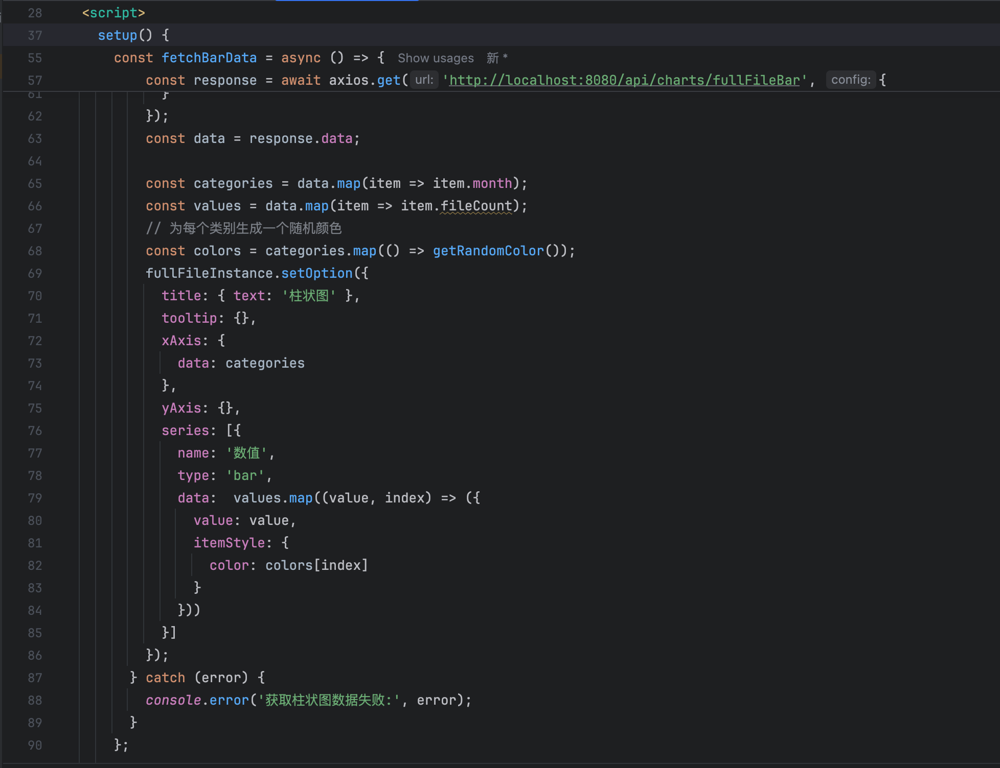 28 <script>
37 setup() {
55 const fetchBarData = async () => { Show usages 新 *
57 const response = await axios.get( url: 'http://localhost:8080/api/charts/fullFileBar', config: {
61 }
62 });
63 const data = response.data;
64
65 const categories = data.map(item => item.month);
66 const values = data.map(item => item.fileCount);
67 // 为每个类别生成一个随机颜色
68 const colors = categories.map(() => getRandomColor());
69 fullFileInstance.setOption({
70 title: { text: '柱状图' },
71 tooltip: {},
72 xAxis: {
73 data: categories
74 },
75 yAxis: {},
76 series: [{
77 name: '数值',
78 type: 'bar',
79 data:  values.map((value, index) => ({
80 value: value,
81 itemStyle: {
82 color: colors[index]
83 }
84 }))
85 }]
86 });
87 } catch (error) {
88 console.error('获取柱状图数据失败:', error);
89 }
90 };